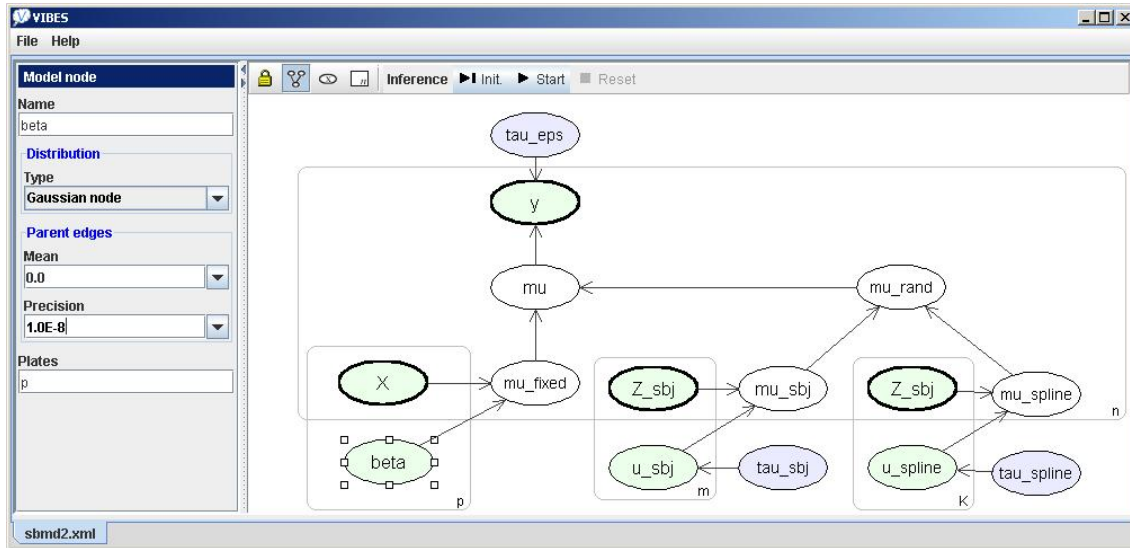 VIBES
File Help
Model node
Name
beta
Distribution
Type
Gaussian node
Parent edges
Mean
0.0
Precision
1.0E-8
Plates
p
n Inference Init. Start Reset
tau_eps
y
mu mu_rand
X mu_fixed Z_sbj mu_sbj Z_sbj mu_spline
n
beta u_sbj tau_sbj u_spline tau_spline
p m K
sbmd2.xml